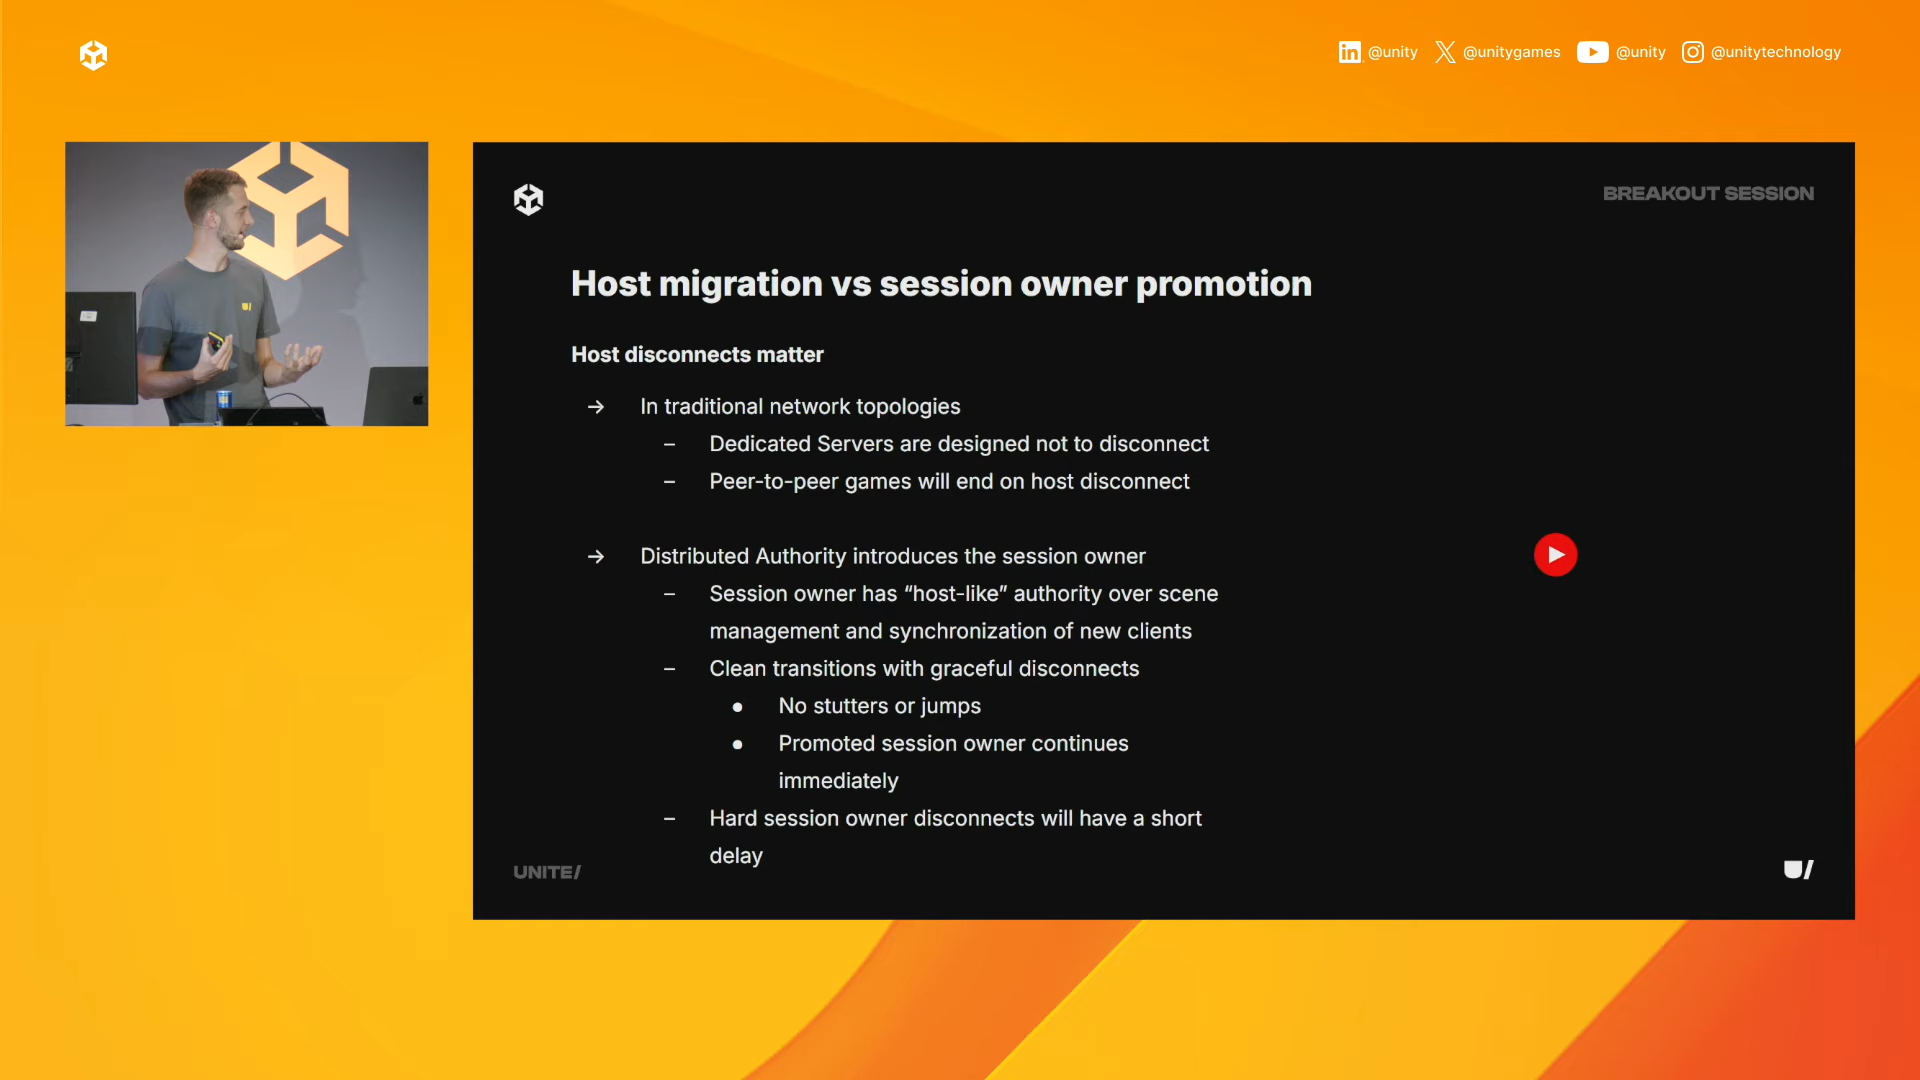 @unity @unitygames @unity @unitytechnology
BREAKOUT SESSION
Host migration vs session owner promotion
Host disconnects matter
→ In traditional network topologies
– Dedicated Servers are designed not to disconnect
– Peer-to-peer games will end on host disconnect
→ Distributed Authority introduces the session owner
– Session owner has “host-like” authority over scene
management and synchronization of new clients
– Clean transitions with graceful disconnects
● No stutters or jumps
● Promoted session owner continues
immediately
– Hard session owner disconnects will have a short
delay
UNITE/
U/